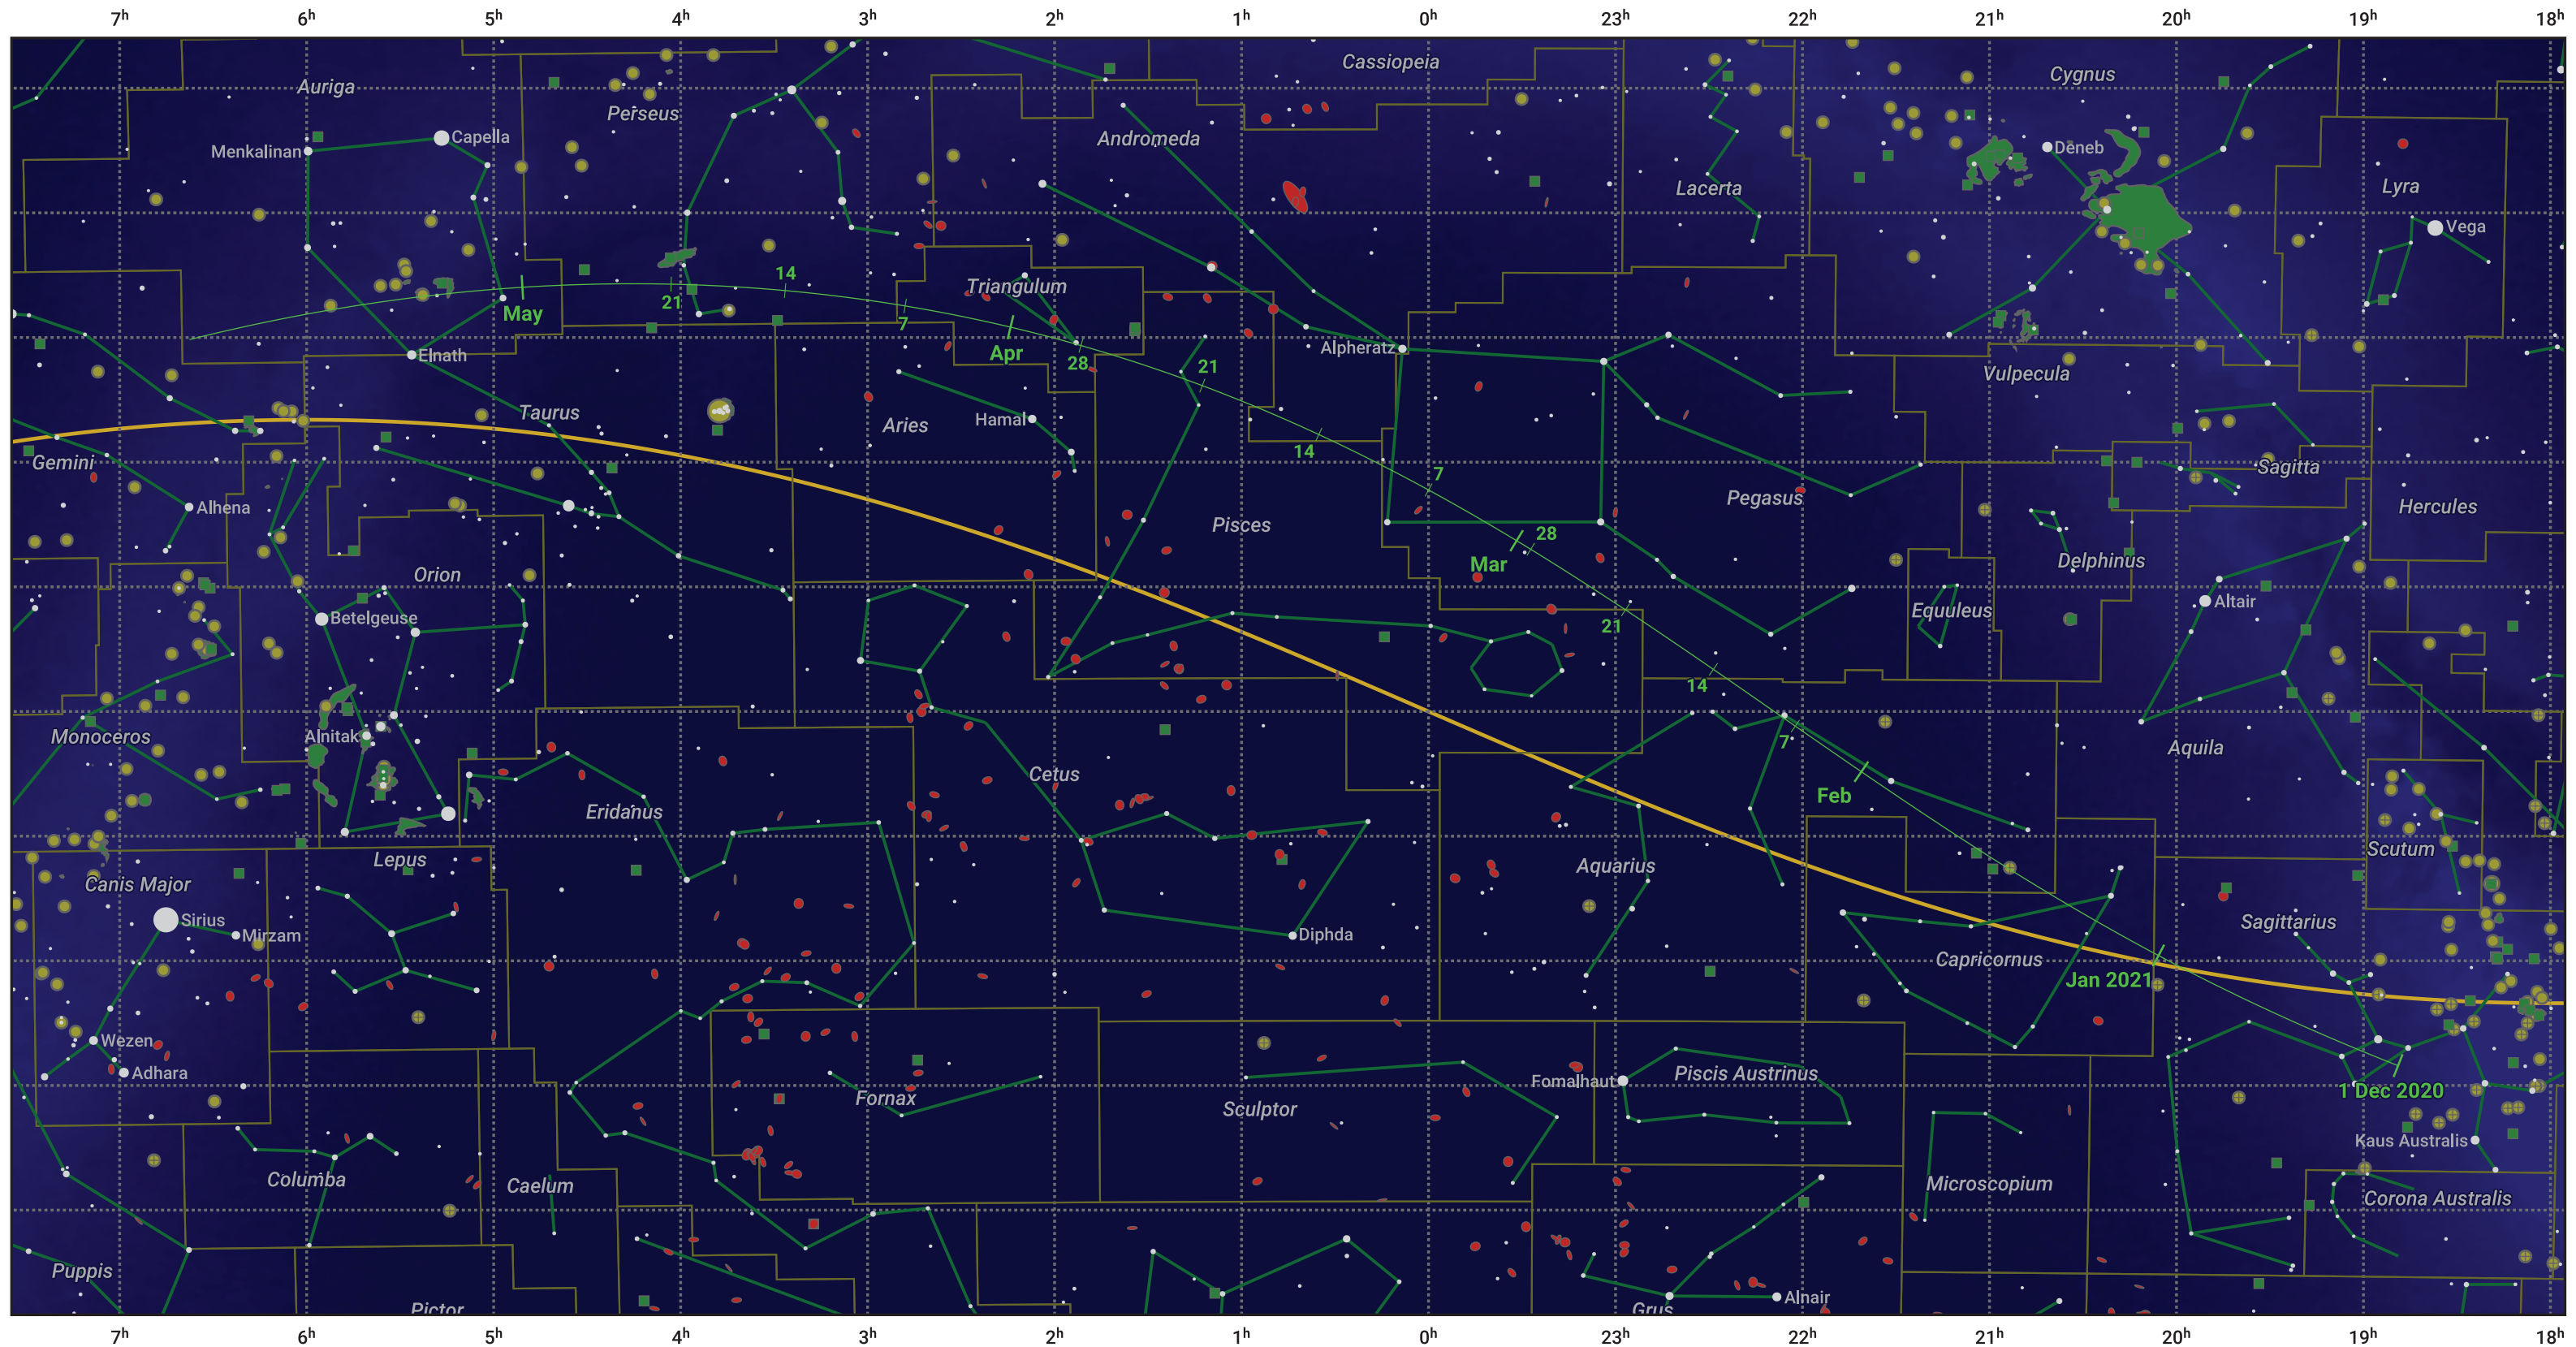 7h 6h 5h 4h 3h 2h 1h 0h 23h 22h 21h 20h 19h 18h
Cassiopeia
Cygnus
Auriga
Perseus
Capella
Andromeda
Menkalinan
Deneb
Lacerta
Lyra
Vega
14
Triangulum
21
May
7
Apr
Alpheratz
Elnath
28
21
Vulpecula
Taurus
Hamal
Aries
14
Gemini
7
Sagitta
Pegasus
Alhena
Hercules
Pisces
28
Mar
Delphinus
Orion
Altair
Equuleus
Betelgeuse
21
14
Monoceros
Alnitak
7
Aquila
Cetus
Feb
Eridanus
Scutum
Lepus
Aquarius
Canis Major
Sirius
Sagittarius
Mirzam
Diphda
Capricornus
Jan 2021
Wezen
Adhara
Fomalhaut
Piscis Austrinus
1 Dec 2020
Fornax
Sculptor
Kaus Australis
Columba
Caelum
Microscopium
Corona Australis
Puppis
Alnair
Pictor
Grus
7h 6h 5h 4h 3h 2h 1h 0h 23h 22h 21h 20h 19h 18h